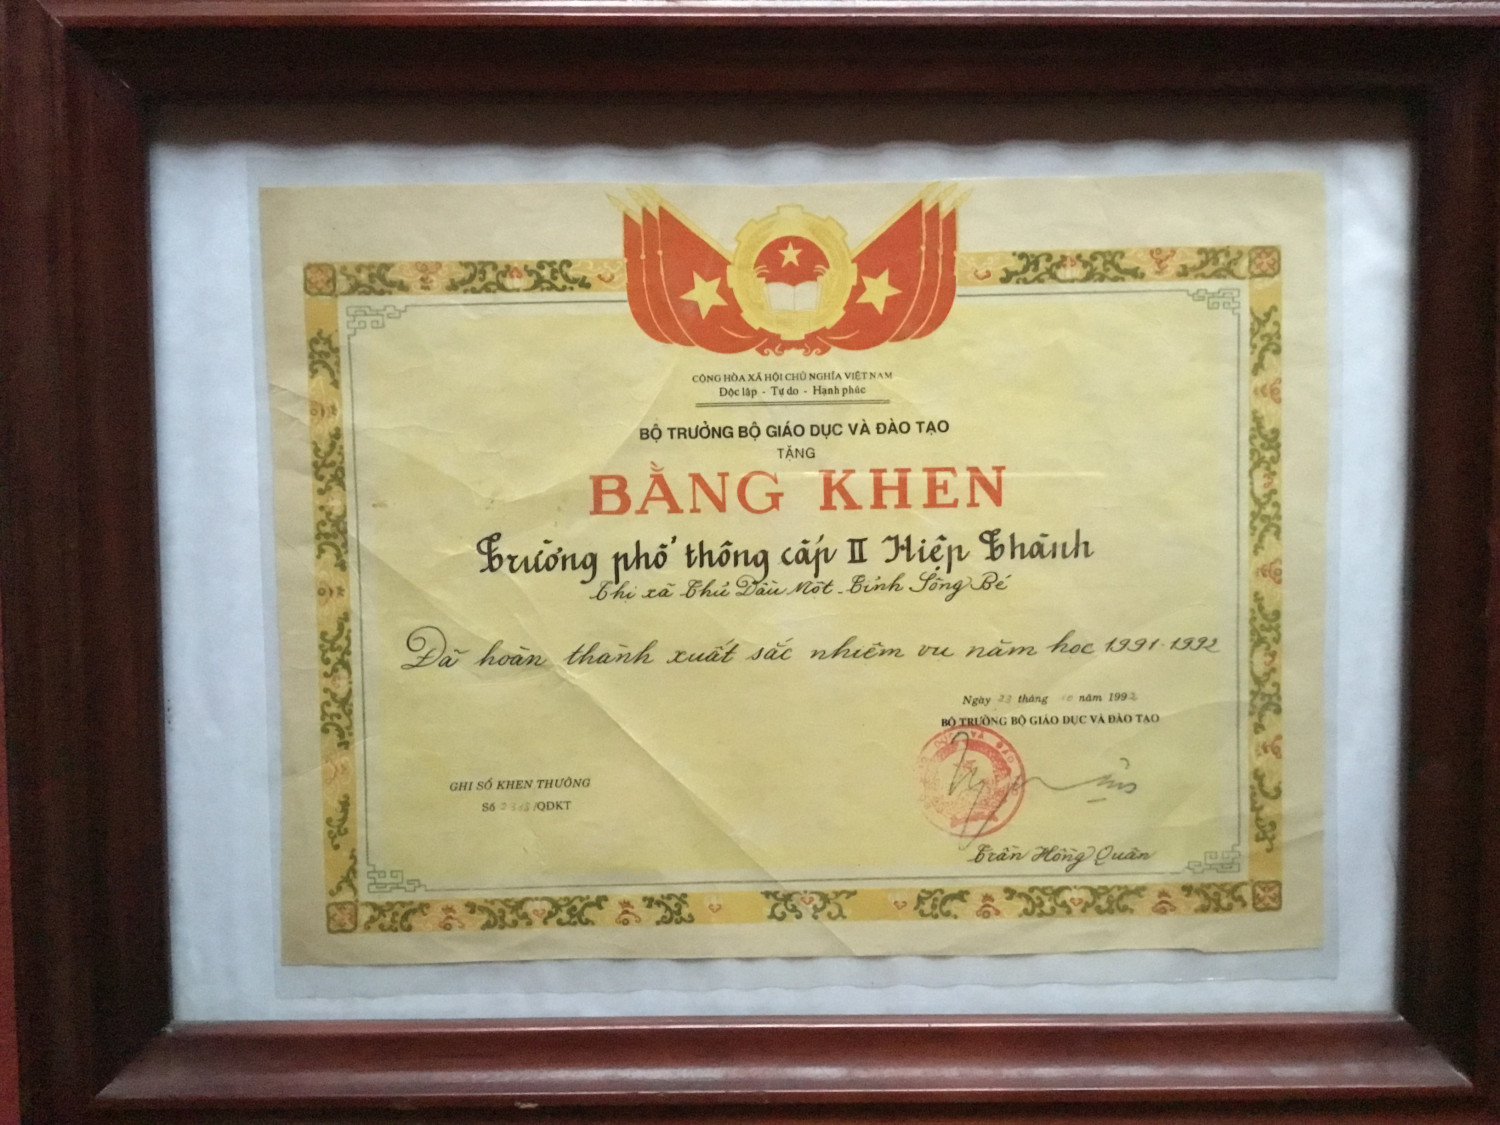 CỘNG HÒA XÃ HỘI CHỦ NGHĨA VIỆT NAM
Độc lập - Tự do - Hạnh phúc
BỘ TRƯỞNG BỘ GIÁO DỤC VÀ ĐÀO TẠO
TẶNG
BẰNG KHEN
Trường phổ thông cấp II Hiệp Thành
Thị xã Thủ Dầu Một - Tỉnh Sông Bé
Đã hoàn thành xuất sắc nhiệm vụ năm học 1991-1992
Ngày tháng năm 1992
BỘ TRƯỞNG BỘ GIÁO DỤC VÀ ĐÀO TẠO
GHI SỔ KHEN THƯỞNG
Số /QDKT
Trần Hồng Quân